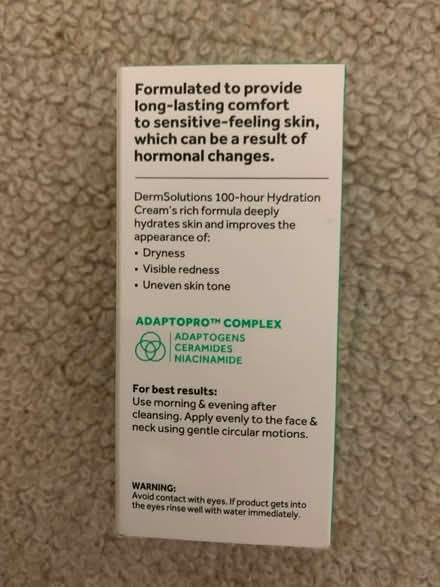 Formulated to provide
long-lasting comfort
to sensitive-feeling skin,
which can be a result of
hormonal changes.
DermSolutions 100-hour Hydration
Cream's rich formula deeply
hydrates skin and improves the
appearance of:
• Dryness
• Visible redness
• Uneven skin tone
ADAPTOPRO™ COMPLEX
ADAPTOGENS
CERAMIDES
NIACINAMIDE
For best results:
Use morning & evening after
cleansing. Apply evenly to the face &
neck using gentle circular motions.
WARNING:
Avoid contact with eyes. If product gets into
the eyes rinse well with water immediately.